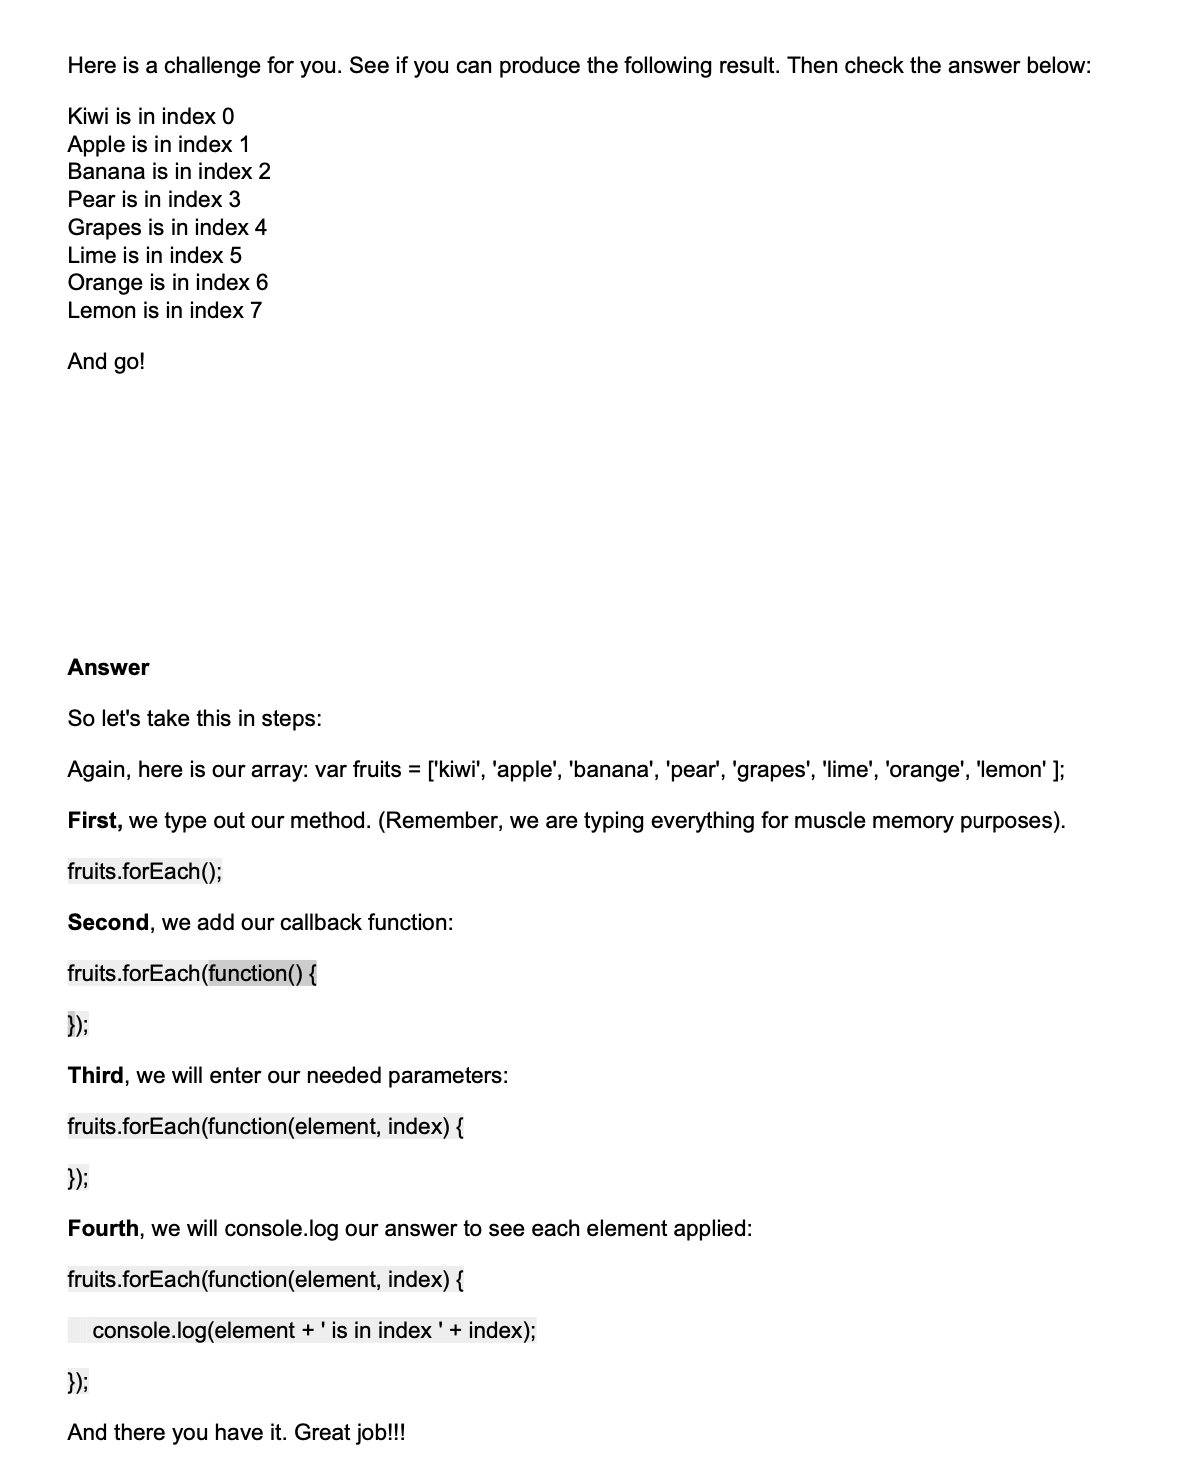 Here is a challenge for you. See if you can produce the following result. Then check the answer below:
Kiwi is in index 0
Apple is in index 1
Banana is in index 2
Pear is in index 3
Grapes is in index 4
Lime is in index 5
Orange is in index 6
Lemon is in index 7
And go!
Answer
So let's take this in steps:
Again, here is our array: var fruits = ['kiwi', 'apple', 'banana', 'pear', 'grapes', 'lime', 'orange', 'lemon' ];
First, we type out our method. (Remember, we are typing everything for muscle memory purposes).
fruits.forEach();
Second, we add our callback function:
fruits.forEach(function() {
});
Third, we will enter our needed parameters:
fruits.forEach(function(element, index) {
});
Fourth, we will console.log our answer to see each element applied:
fruits.forEach(function(element, index) {
    console.log(element + ' is in index ' + index);
});
And there you have it. Great job!!!